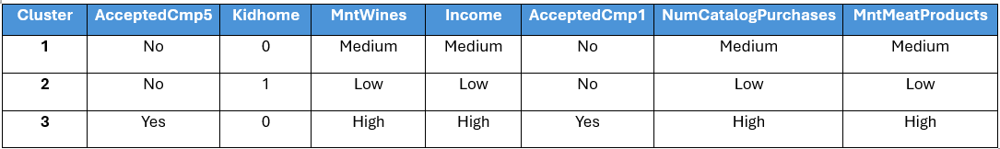 Cluster AcceptedCmp5 Kidhome MntWines Income AcceptedCmp1 NumCatalogPurchases MntMeatProducts
1 No 0 Medium Medium No Medium Medium
2 No 1 Low Low No Low Low
3 Yes 0 High High Yes High High